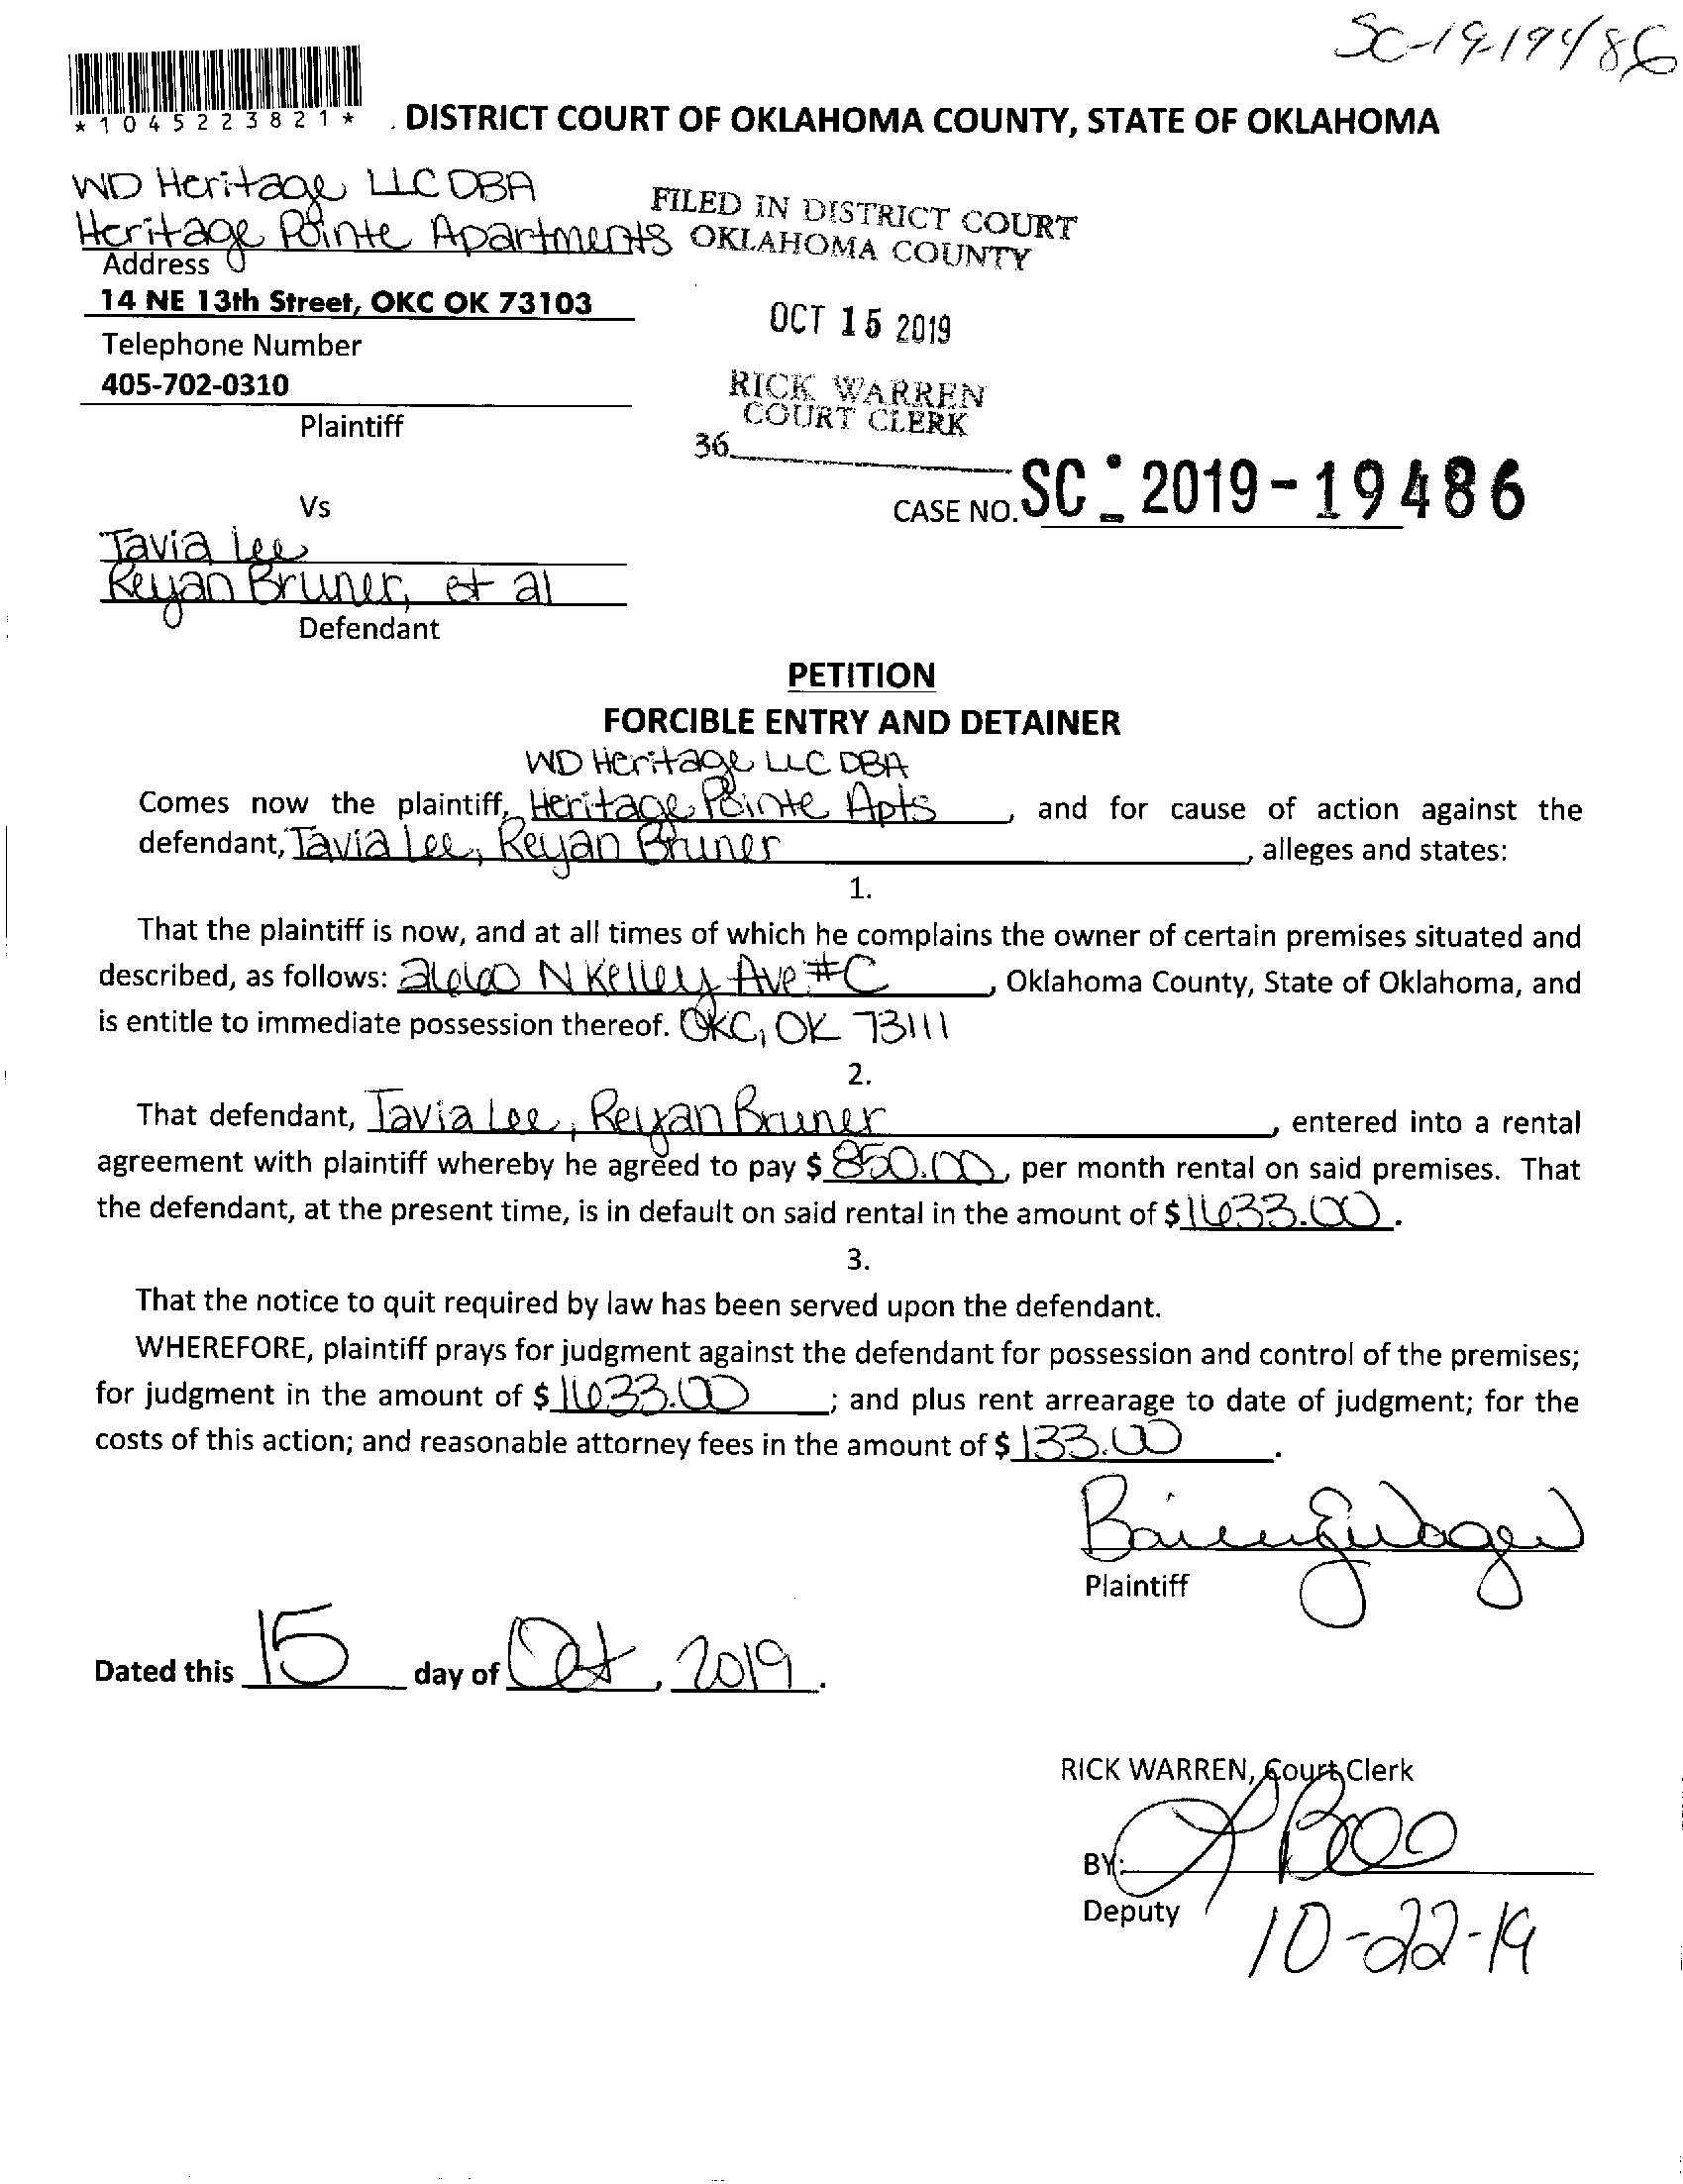 SC-19-19486
*1045223821*
DISTRICT COURT OF OKLAHOMA COUNTY, STATE OF OKLAHOMA
WD Heritage LLC DBA
Heritage Pointe Apartments
FILED IN DISTRICT COURT
OKLAHOMA COUNTY
Address
14 NE 13th Street, OKC OK 73103
OCT 15 2019
Telephone Number
405-702-0310
RICK WARREN
COURT CLERK
Plaintiff
36
Vs
CASE NO. SC-2019-19486
Tavia Lee
Reyan Bruner, et al
Defendant
PETITION
FORCIBLE ENTRY AND DETAINER
WD Heritage LLC DBA
Comes now the plaintiff, Heritage Pointe Apts, and for cause of action against the
defendant, Tavia Lee, Reyan Bruner, alleges and states:
1.
That the plaintiff is now, and at all times of which he complains the owner of certain premises situated and
described, as follows: 2660 N Kelley Ave #C, Oklahoma County, State of Oklahoma, and
is entitle to immediate possession thereof. OKC, OK 73111
2.
That defendant, Tavia Lee, Reyan Bruner, entered into a rental
agreement with plaintiff whereby he agreed to pay $ 850.00, per month rental on said premises. That
the defendant, at the present time, is in default on said rental in the amount of $ 1633.00.
3.
That the notice to quit required by law has been served upon the defendant.
WHEREFORE, plaintiff prays for judgment against the defendant for possession and control of the premises;
for judgment in the amount of $ 1633.00; and plus rent arrearage to date of judgment; for the
costs of this action; and reasonable attorney fees in the amount of $ 133.00.
Plaintiff
Dated this 15 day of Oct, 2019.
RICK WARREN, Court Clerk
BY:
Deputy
10-22-19